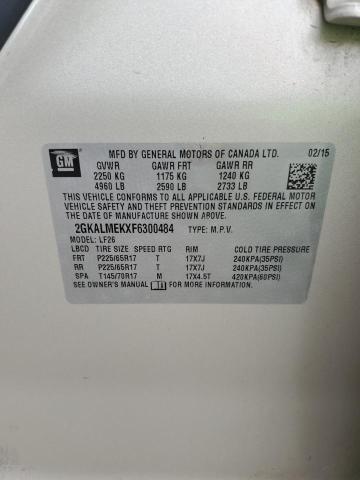 GM
MFD BY GENERAL MOTORS OF CANADA LTD. 02/15
GVWR GAWR FRT GAWR RR
2250 KG 1175 KG 1240 KG
4960 LB 2590 LB 2733 LB
THIS VEHICLE CONFORMS TO ALL APPLICABLE U.S. FEDERAL MOTOR
VEHICLE SAFETY AND THEFT PREVENTION STANDARDS IN EFFECT ON
THE DATE OF MANUFACTURE SHOWN ABOVE.
2GKALMEKXF6300484 TYPE: M.P.V.
MODEL: LF26
LBCD TIRE SIZE SPEED RTG RIM COLD TIRE PRESSURE
FRT P225/65R17 T 17X7J 240KPA(35PSI)
RR P225/65R17 T 17X7J 240KPA(35PSI)
SPA T145/70R17 M 17X4.5T 420KPA(60PSI)
SEE OWNER'S MANUAL FOR MORE INFORMATION.